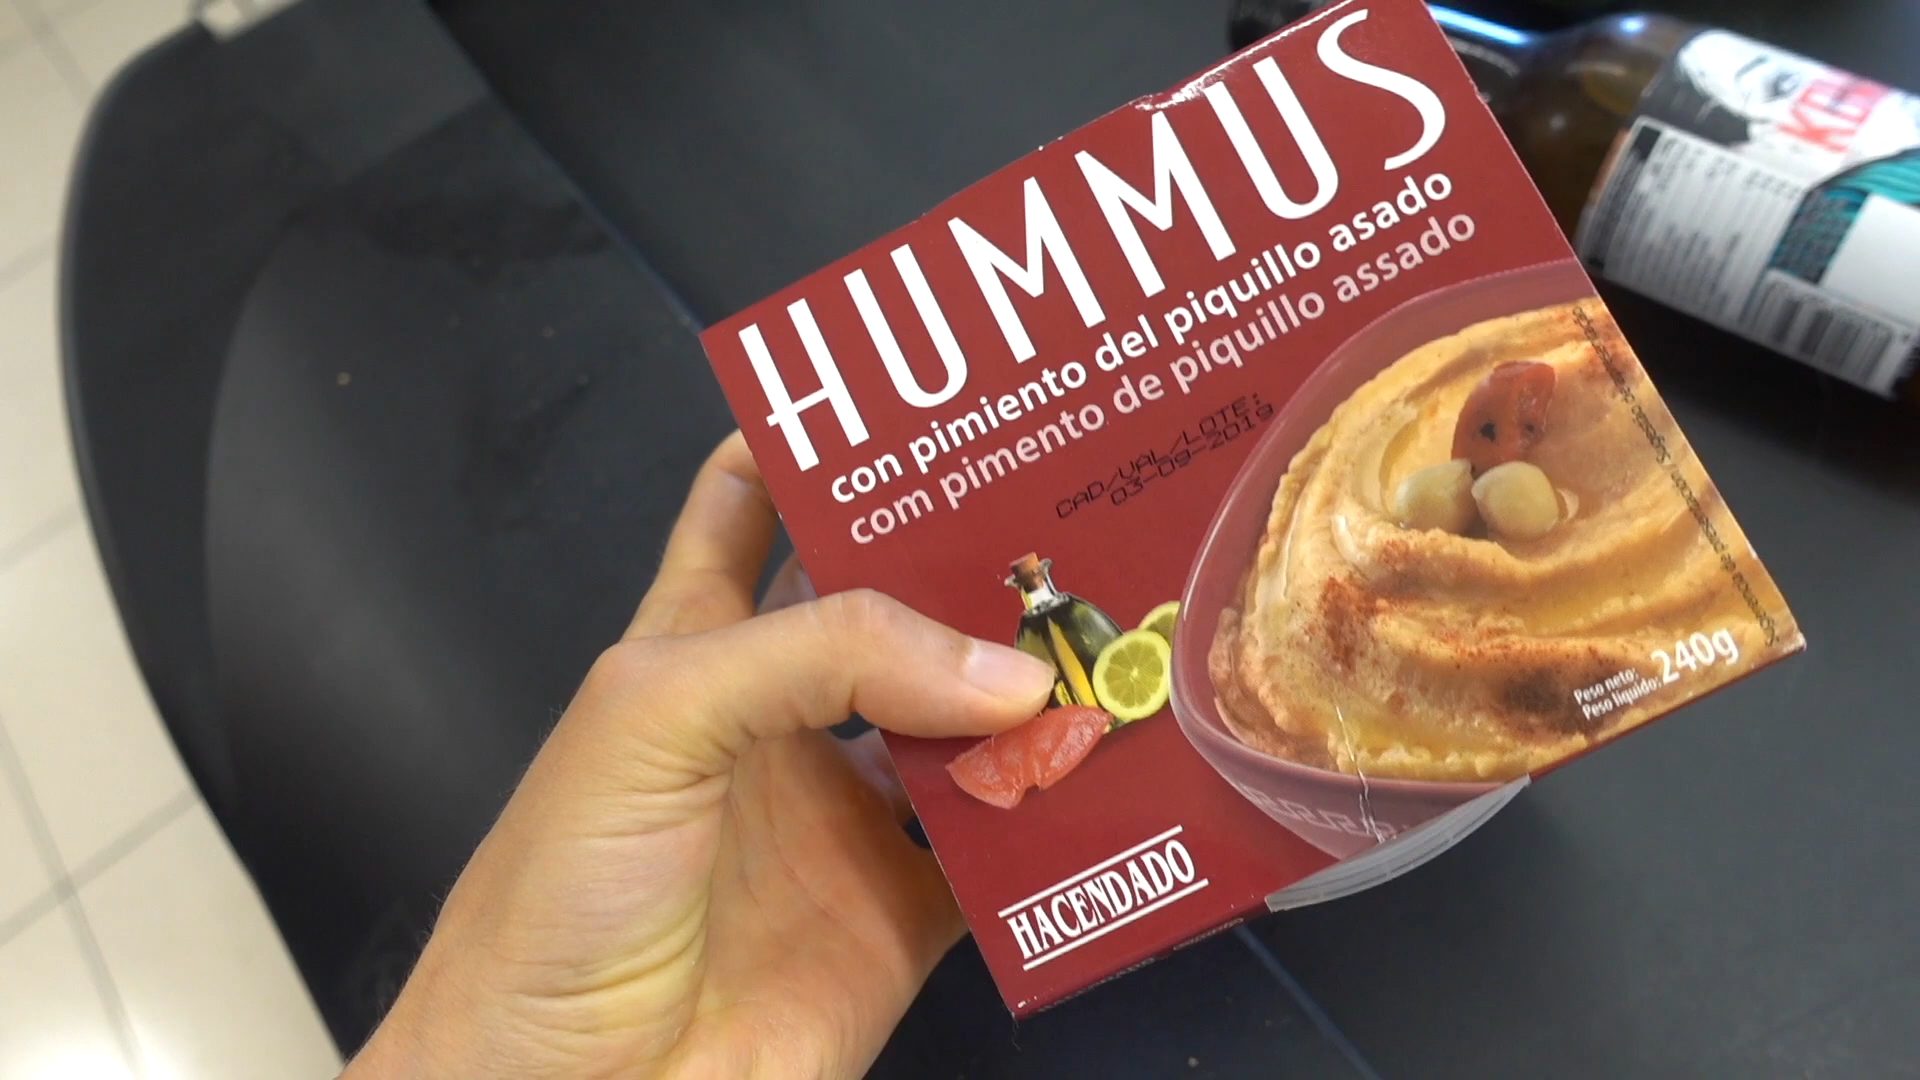 HUMMUS
con pimiento del piquillo asado
com pimento de piquillo assado
CAD/VAL/LOTE:
03-09-2019
Peso neto:
Peso líquido: 240g
HACENDADO